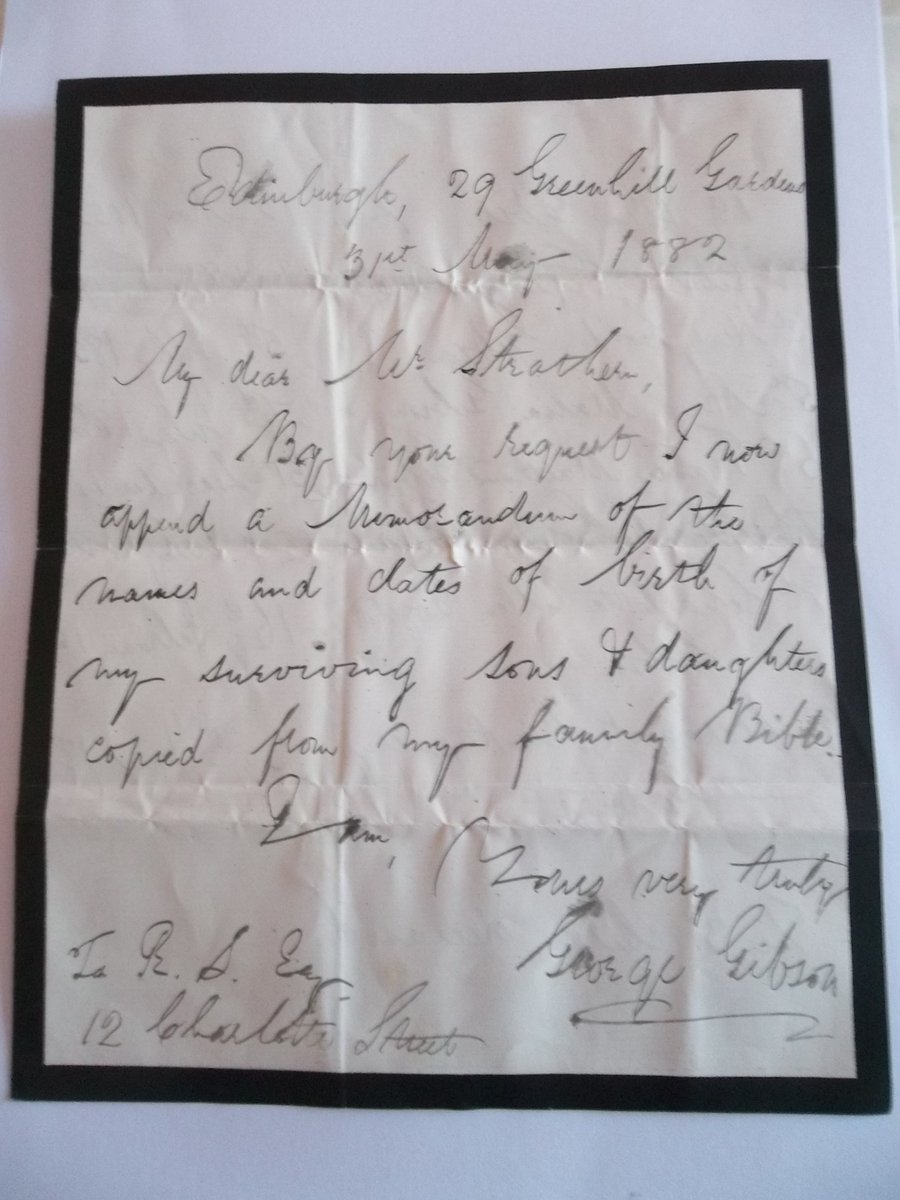 Edinburgh, 29 Greenhill Gardens
31st May 1882
My dear Mr Strathern,
By your request I now
append a Memorandum of the
names and dates of birth of
my surviving sons & daughters
copied from my family Bible.
I am,
Yours very truly
George Gibson
To R. S. Esq.
12 Charlotte Street